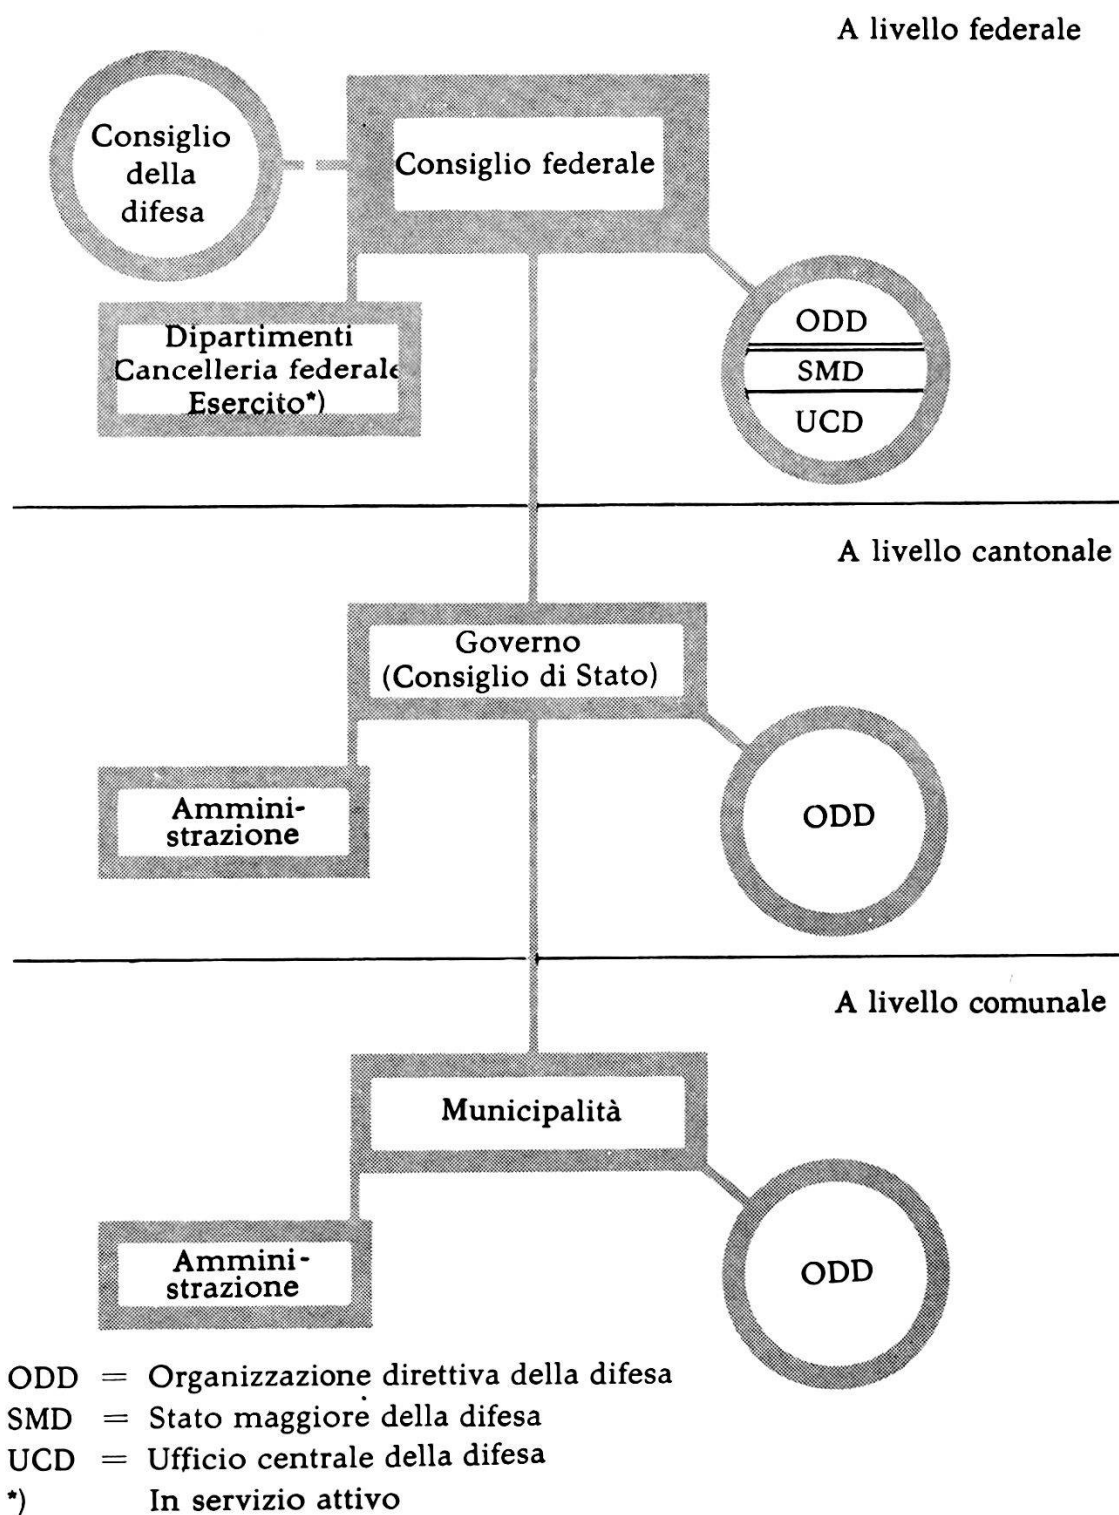 A livello federale
Consiglio
della
difesa
Consiglio federale
Dipartimenti
Cancelleria federale
Esercito*)
ODD
SMD
UCD
A livello cantonale
Governo
(Consiglio di Stato)
Ammini-
strazione
ODD
A livello comunale
Municipalità
Ammini-
strazione
ODD
ODD = Organizzazione direttiva della difesa
SMD = Stato maggiore della difesa
UCD = Ufficio centrale della difesa
*) In servizio attivo